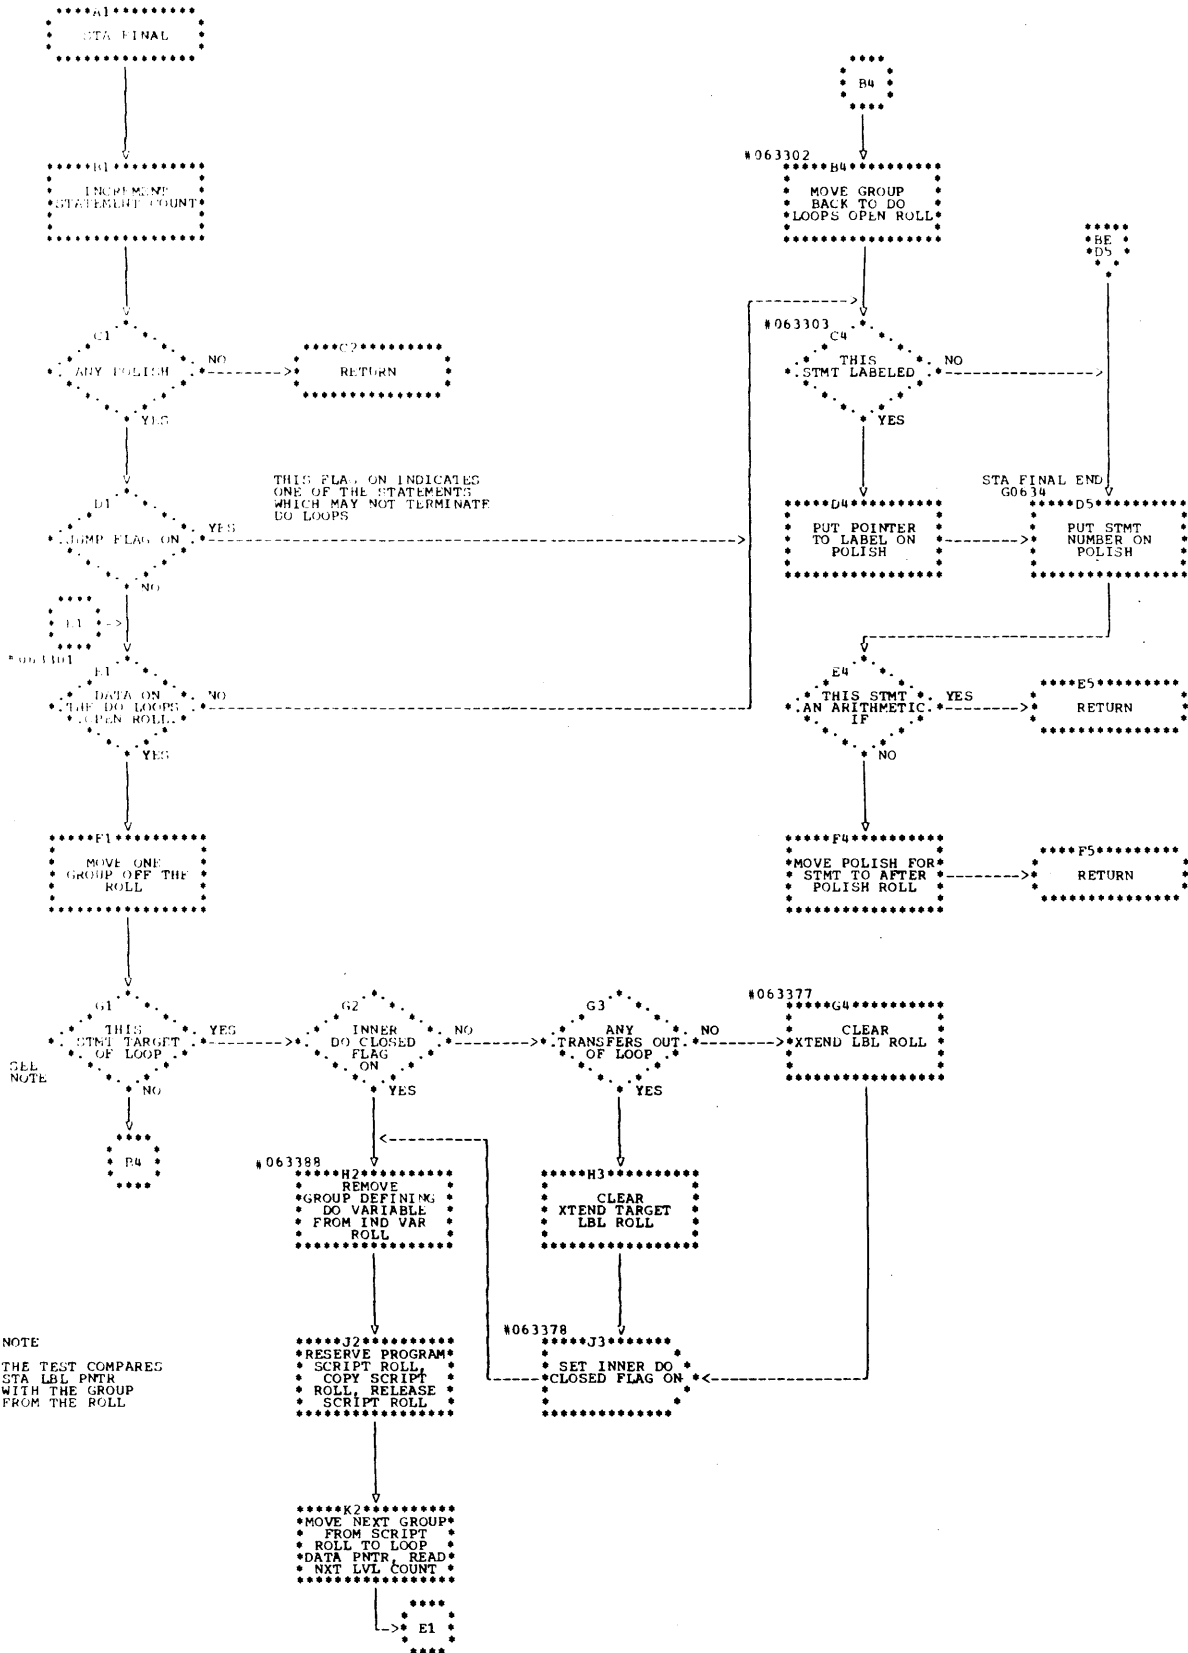 A1
STA FINAL
B1
INCREMENT
STATEMENT COUNT
C1
ANY POLISH
NO
YES
C2
RETURN
D1
JUMP FLAG ON
YES
NO
THIS FLAG ON INDICATES
ONE OF THE STATEMENTS
WHICH MAY NOT TERMINATE
DO LOOPS
E1
#063301
E1
DATA ON
THE DO LOOPS
OPEN ROLL
NO
YES
F1
MOVE ONE
GROUP OFF THE
ROLL
G1
THIS
STMT TARGET
OF LOOP
YES
NO
SEE
NOTE
B4
G2
INNER
DO CLOSED
FLAG
ON
NO
YES
G3
ANY
TRANSFERS OUT
OF LOOP
NO
YES
#063377
G4
CLEAR
XTEND LBL ROLL
#063388
H2
REMOVE
GROUP DEFINING
DO VARIABLE
FROM IND VAR
ROLL
H3
CLEAR
XTEND TARGET
LBL ROLL
J2
RESERVE PROGRAM
SCRIPT ROLL,
COPY SCRIPT
ROLL, RELEASE
SCRIPT ROLL
#063378
J3
SET INNER DO
CLOSED FLAG ON
K2
MOVE NEXT GROUP
FROM SCRIPT
ROLL TO LOOP
DATA PNTR, READ
NXT LVL COUNT
E1
NOTE
THE TEST COMPARES
STA LBL PNTR
WITH THE GROUP
FROM THE ROLL
B4
#063302
B4
MOVE GROUP
BACK TO DO
LOOPS OPEN ROLL
BE
D5
#063303
C4
THIS
STMT LABELED
NO
YES
D4
PUT POINTER
TO LABEL ON
POLISH
STA FINAL END
G0634
D5
PUT STMT
NUMBER ON
POLISH
E4
THIS STMT
AN ARITHMETIC
IF
YES
NO
E5
RETURN
F4
MOVE POLISH FOR
STMT TO AFTER
POLISH ROLL
F5
RETURN